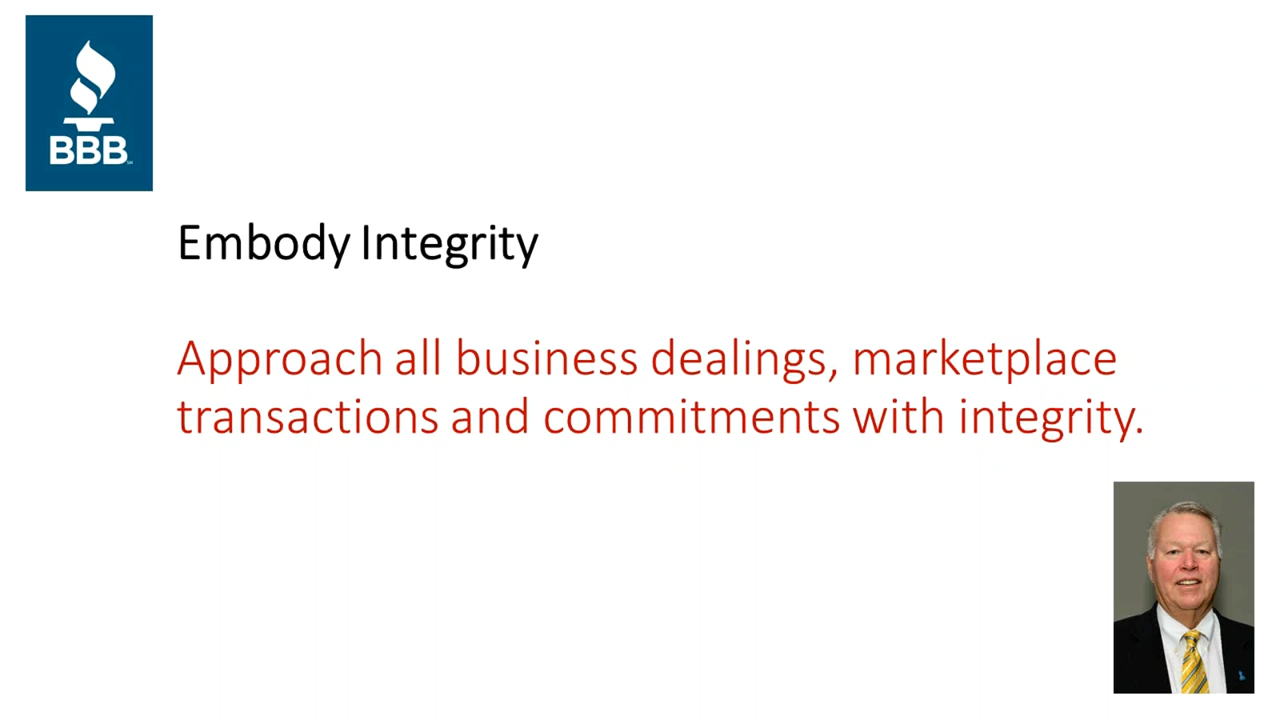 BBB
Embody Integrity
Approach all business dealings, marketplace
transactions and commitments with integrity.